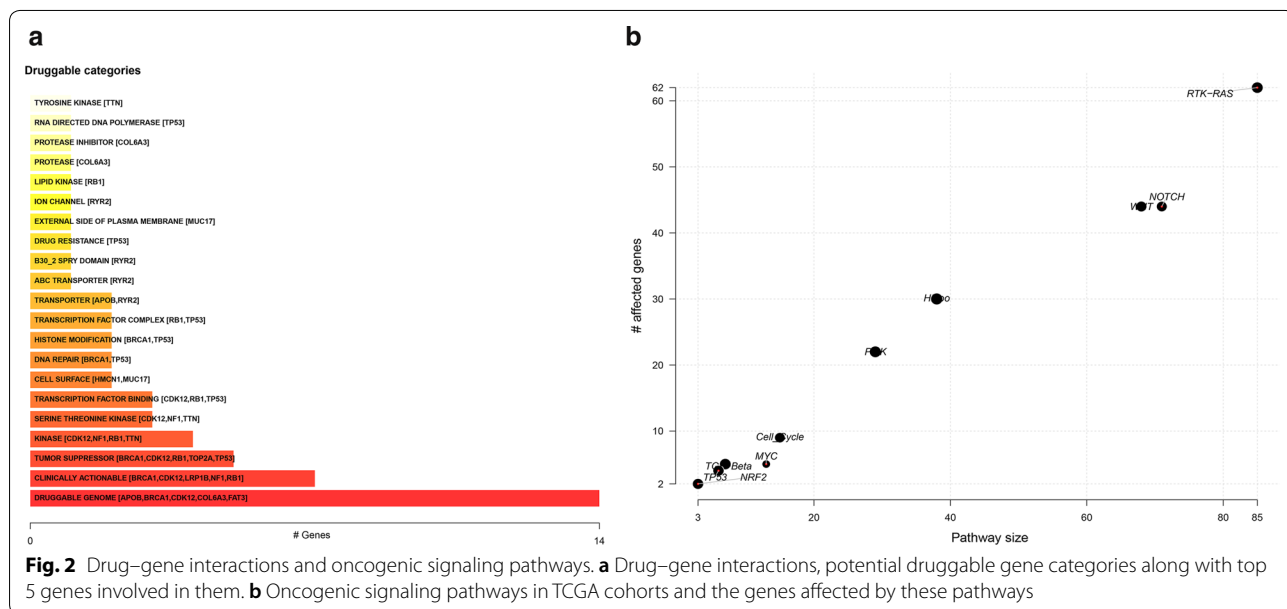 a
Druggable categories
TYROSINE KINASE [TTN]
RNA DIRECTED DNA POLYMERASE [TP53]
PROTEASE INHIBITOR [COL6A3]
PROTEASE [COL6A3]
LIPID KINASE [RB1]
ION CHANNEL [RYR2]
EXTERNAL SIDE OF PLASMA MEMBRANE [MUC17]
DRUG RESISTANCE [TP53]
B30_2 SPRY DOMAIN [RYR2]
ABC TRANSPORTER [RYR2]
TRANSPORTER [APOB,RYR2]
TRANSCRIPTION FACTOR COMPLEX [RB1,TP53]
HISTONE MODIFICATION [BRCA1,TP53]
DNA REPAIR [BRCA1,TP53]
CELL SURFACE [HMCN1,MUC17]
TRANSCRIPTION FACTOR BINDING [CDK12,RB1,TP53]
SERINE THREONINE KINASE [CDK12,NF1,TTN]
KINASE [CDK12,NF1,RB1,TTN]
TUMOR SUPPRESSOR [BRCA1,CDK12,RB1,TOP2A,TP53]
CLINICALLY ACTIONABLE [BRCA1,CDK12,LRP1B,NF1,RB1]
DRUGGABLE GENOME [APOB,BRCA1,CDK12,COL6A3,FAT3]
0
# Genes
14
b
# affected genes
62
60
50
40
30
20
10
2
RTK-RAS
NOTCH
Cell_Cycle
MYC
Beta
TP53
NRF2
3
20
40
60
80
85
Pathway size
Fig. 2 Drug–gene interactions and oncogenic signaling pathways. a Drug–gene interactions, potential druggable gene categories along with top
5 genes involved in them. b Oncogenic signaling pathways in TCGA cohorts and the genes affected by these pathways